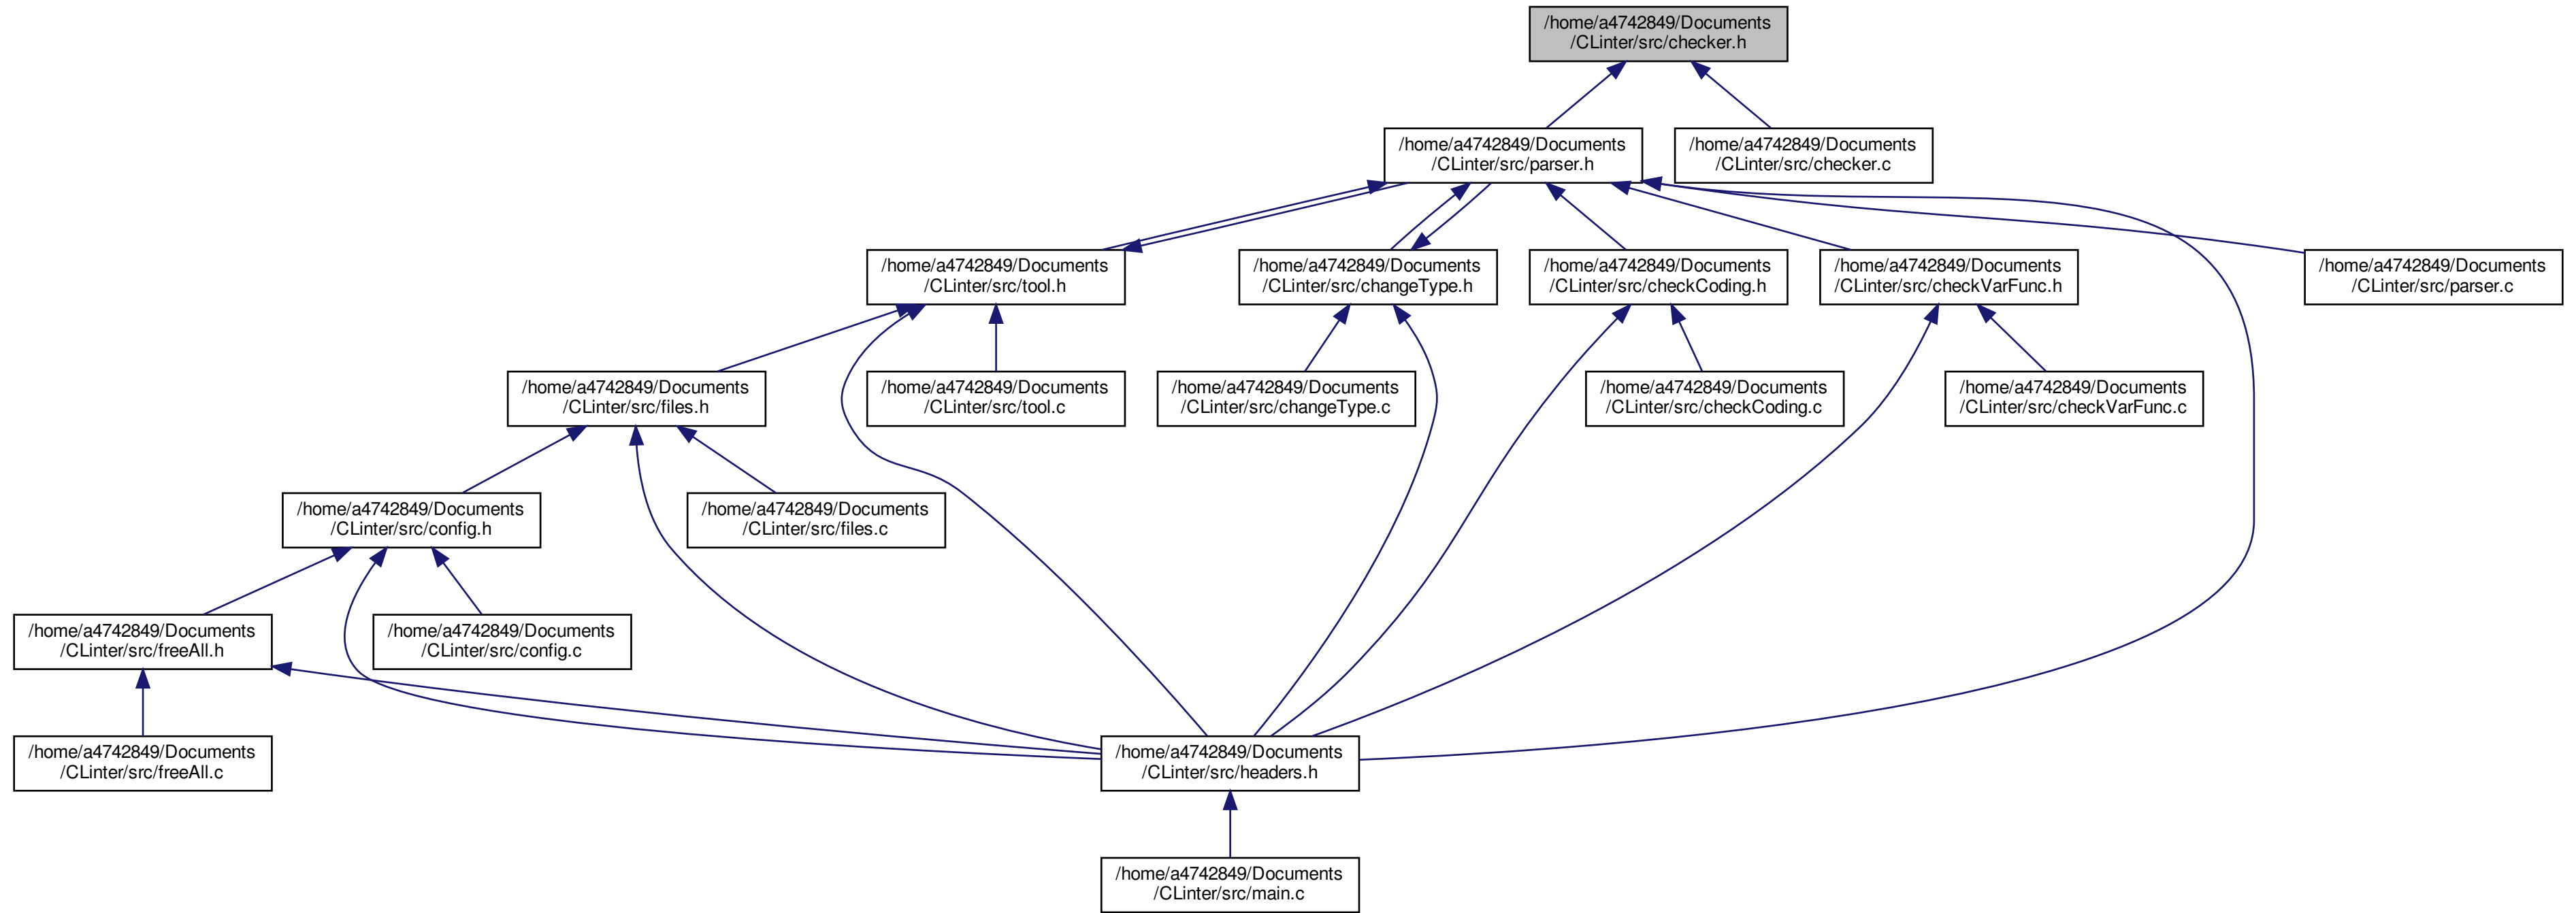 /home/a4742849/Documents
/CLinter/src/checker.h
/home/a4742849/Documents
/CLinter/src/parser.h
/home/a4742849/Documents
/CLinter/src/checker.c
/home/a4742849/Documents
/CLinter/src/tool.h
/home/a4742849/Documents
/CLinter/src/changeType.h
/home/a4742849/Documents
/CLinter/src/checkCoding.h
/home/a4742849/Documents
/CLinter/src/checkVarFunc.h
/home/a4742849/Documents
/CLinter/src/parser.c
/home/a4742849/Documents
/CLinter/src/files.h
/home/a4742849/Documents
/CLinter/src/tool.c
/home/a4742849/Documents
/CLinter/src/changeType.c
/home/a4742849/Documents
/CLinter/src/checkCoding.c
/home/a4742849/Documents
/CLinter/src/checkVarFunc.c
/home/a4742849/Documents
/CLinter/src/config.h
/home/a4742849/Documents
/CLinter/src/files.c
/home/a4742849/Documents
/CLinter/src/freeAll.h
/home/a4742849/Documents
/CLinter/src/config.c
/home/a4742849/Documents
/CLinter/src/freeAll.c
/home/a4742849/Documents
/CLinter/src/headers.h
/home/a4742849/Documents
/CLinter/src/main.c